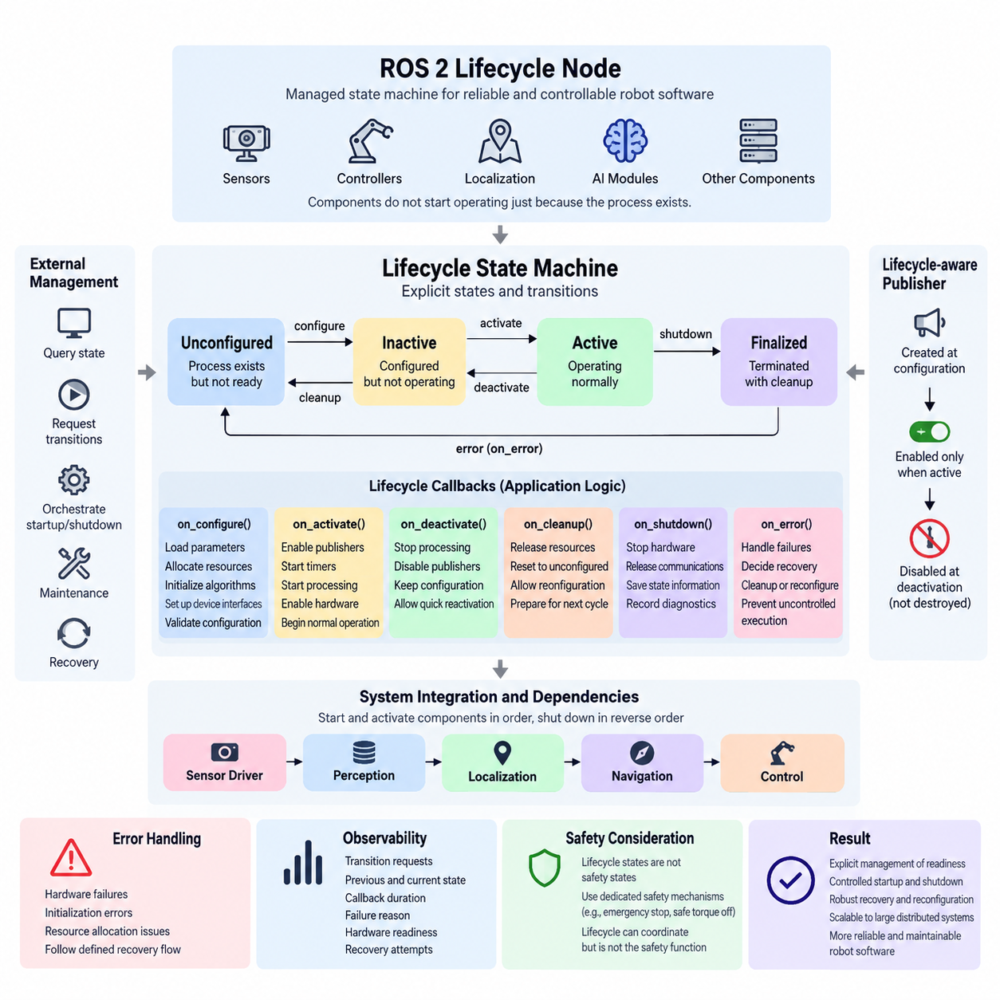 ROS 2 Lifecycle Node
Managed state machine for reliable and controllable robot software
Sensors
Controllers
Localization
AI Modules
Other Components
Components do not start operating just because the process exists.
External
Management
Query state
Request
transitions
Orchestrate
startup/shutdown
Maintenance
Recovery
Lifecycle State Machine
Explicit states and transitions
Unconfigured
Process exists
but not ready
configure
cleanup
Inactive
Configured
but not operating
activate
deactivate
Active
Operating
normally
shutdown
Finalized
Terminated
with cleanup
error (on_error)
Lifecycle Callbacks (Application Logic)
on_configure()
Load parameters
Allocate resources
Initialize algorithms
Set up device interfaces
Validate configuration
on_activate()
Enable publishers
Start timers
Start processing
Enable hardware
Begin normal operation
on_deactivate()
Stop processing
Disable publishers
Keep configuration
Allow quick reactivation
on_cleanup()
Release resources
Reset to unconfigured
Allow reonfiguration
Prepare for next cycle
on_shutdown()
Stop hardware
Release communications
Save state information
Record diagnostics
on_error()
Handle failures
Decide recovery
Cleanup or reconfigure
Prevent uncontrolled
execution
Lifecycle-aware
Publisher
Created at
configuration
Enabled only
when active
Disabled at
deactivation
(not destroyed)
System Integration and Dependencies
Start and activate components in order, shut down in reverse order
Sensor Driver
Perception
Localization
Navigation
Control
Error Handling
Hardware failures
Initialization errors
Resource allocation issues
Follow defined recovery flow
Observability
Transition requests
Previous and current state
Callback duration
Failure reason
Hardware readiness
Recovery attempts
Safety Consideration
Lifecycle states are not
safety states
Use dedicated safety mechanisms
(e.g., emergency stop, safe torque off)
Lifecycle can coordinate
but is not the safety function
Result
Explicit management of readiness
Controlled startup and shutdown
Robust recovery and reconfiguration
Scalable to large distributed systems
More reliable and maintainable
robot software